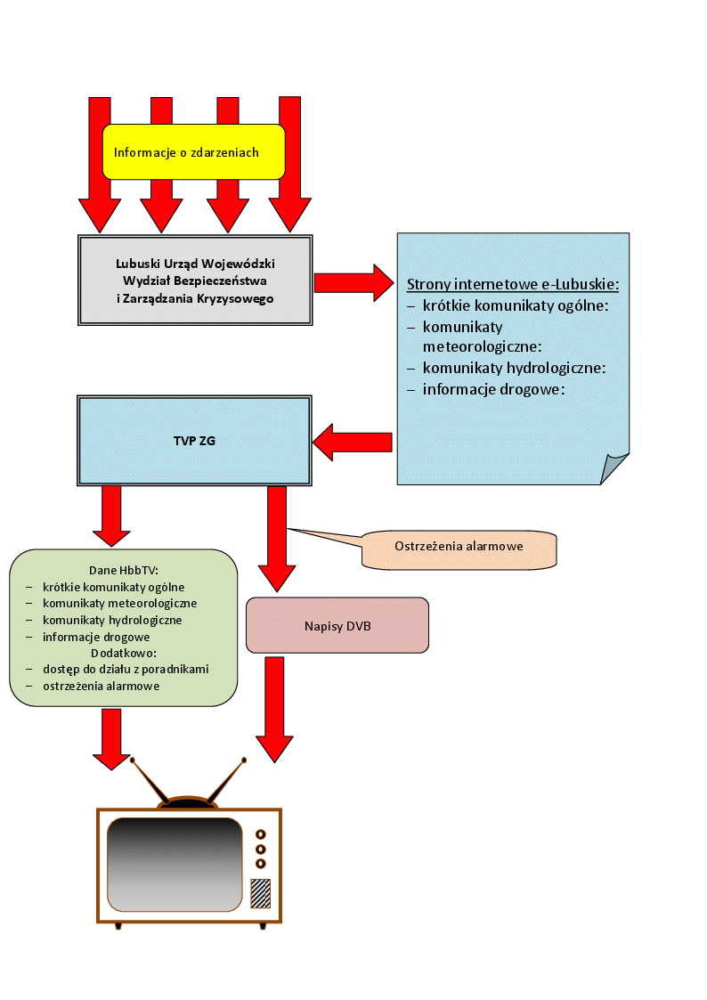 Informacje o zdarzeniach
Lubuski Urząd Wojewódzki
Wydział Bezpieczeństwa
i Zarządzania Kryzysowego
Strony internetowe e-Lubuskie:
– krótkie komunikaty ogólne:
– komunikaty
meteorologiczne:
– komunikaty hydrologiczne:
– informacje drogowe:
TVP ZG
Ostrzeżenia alarmowe
Dane HbbTV:
– krótkie komunikaty ogólne
– komunikaty meteorologiczne
– komunikaty hydrologiczne
– informacje drogowe
Dodatkowo:
– dostęp do działu z poradnikami
– ostrzeżenia alarmowe
Napisy DVB